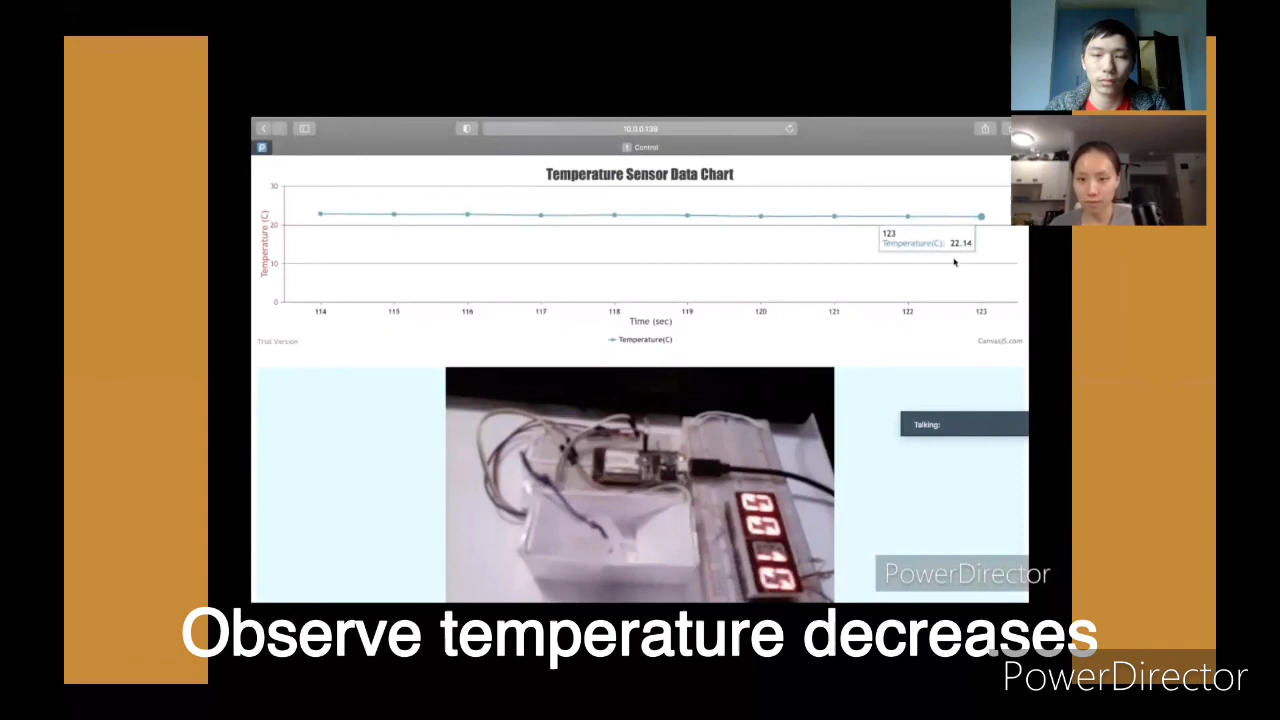 10.0.0.138
Control
Temperature Sensor Data Chart
Temperature (C)
30
20
10
0
123
Temperature(C): 22.14
114 115 116 117 118 119 120 121 122 123
Time (sec)
Trial Version
Temperature(C)
CanvasJS.com
Talking:
PowerDirector
Observe temperature decreases
PowerDirector